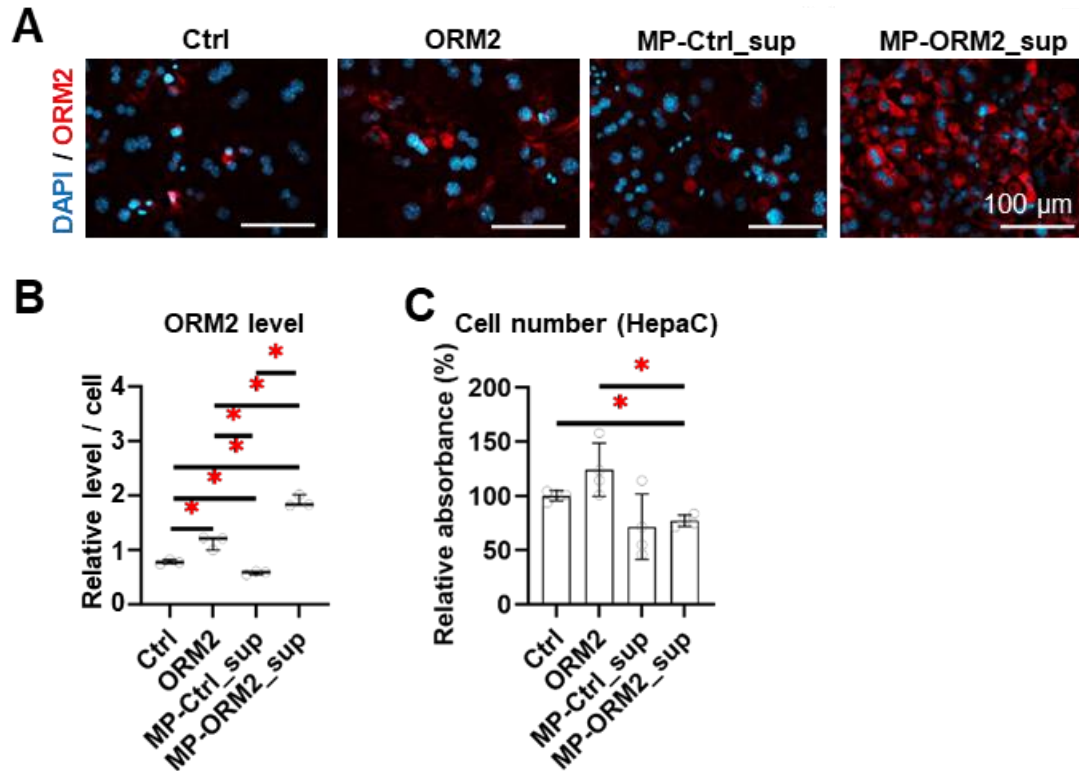 A
Ctrl
ORM2
MP-Ctrl_sup
MP-ORM2_sup
DAPI / ORM2
100 µm
B
ORM2 level
Relative level / cell
4
3
2
1
0
* * * * * *
Ctrl
ORM2
MP-Ctrl_sup
MP-ORM2_sup
C
Cell number (HepaC)
Relative absorbance (%)
200
150
100
50
0
* *
Ctrl
ORM2
MP-Ctrl_sup
MP-ORM2_sup